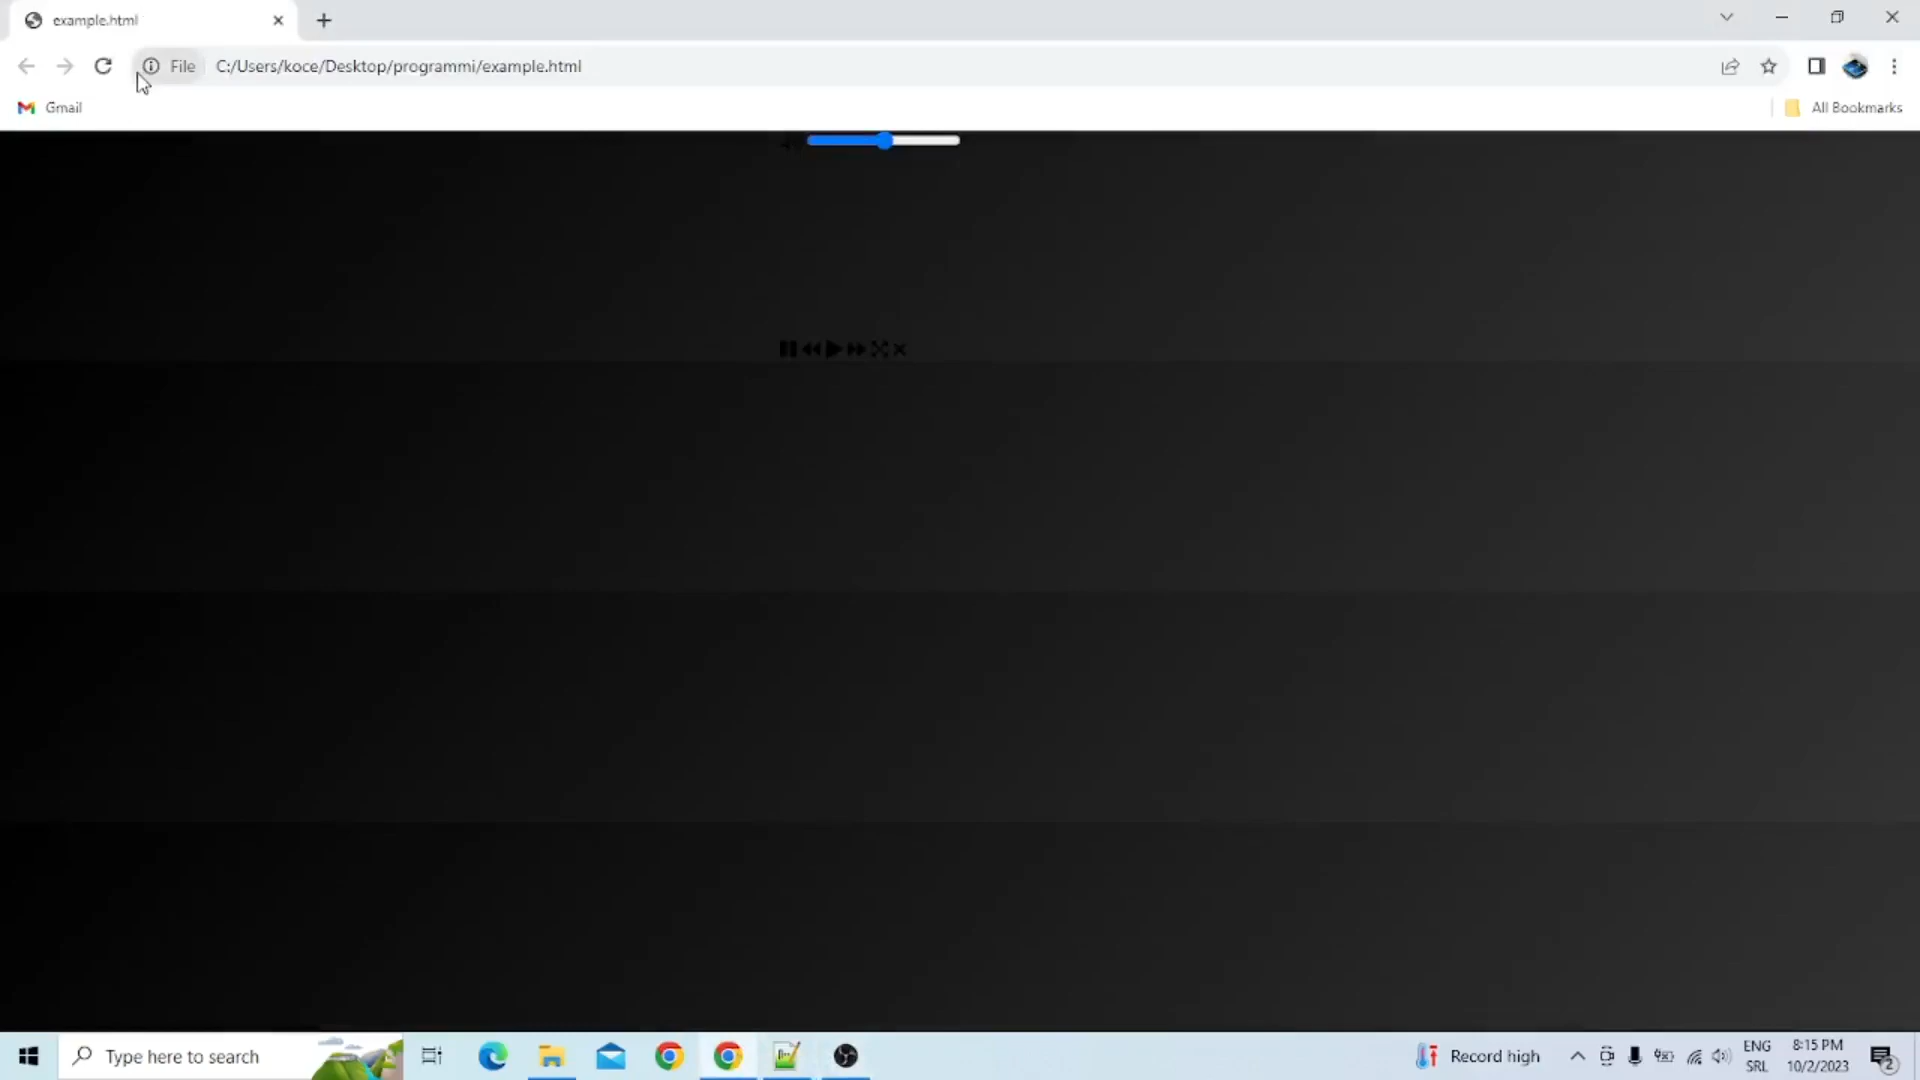 example.html
File C:/Users/koce/Desktop/programmi/example.html
Gmail
All Bookmarks
Type here to search
Record high
ENG
SRL
8:15 PM
10/2/2023
2